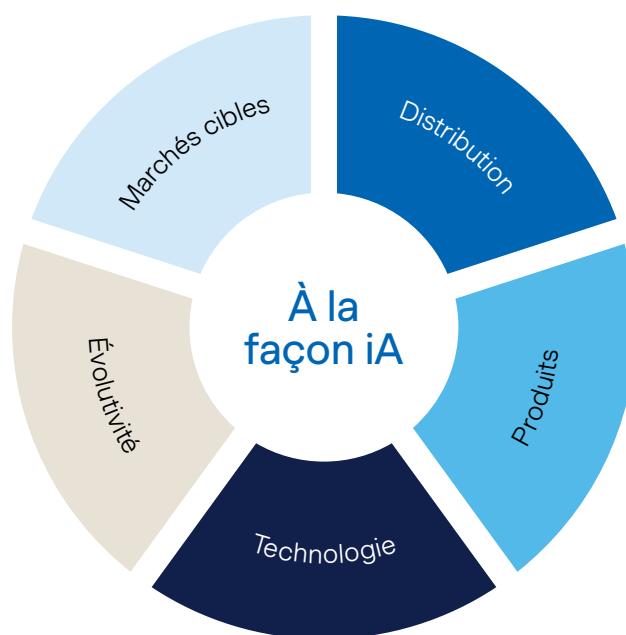 Marchés cibles
Distribution
À la
façon iA
Évolutivité
Produits
Technologie